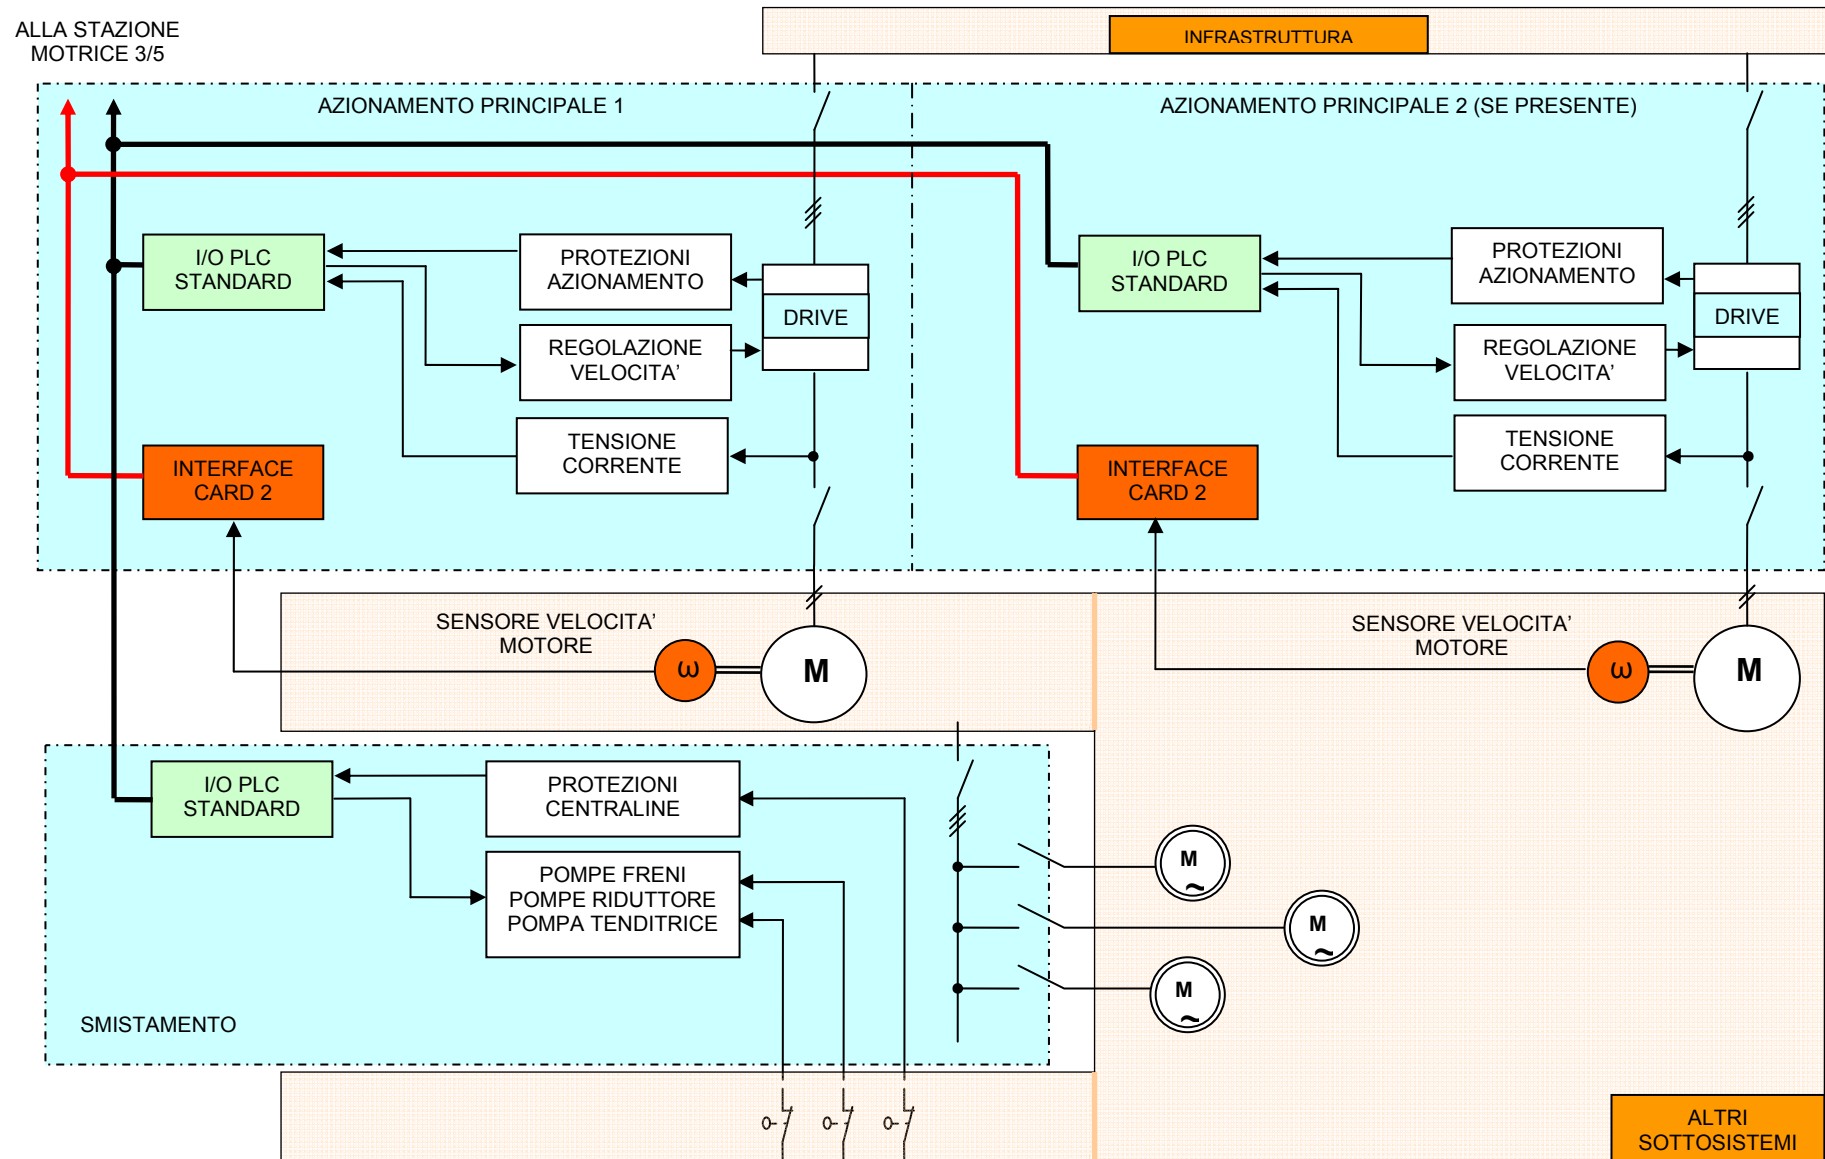 ALLA STAZIONE
MOTRICE 3/5
INFRASTRUTTURA
AZIONAMENTO PRINCIPALE 1
AZIONAMENTO PRINCIPALE 2 (SE PRESENTE)
I/O PLC
STANDARD
PROTEZIONI
AZIONAMENTO
DRIVE
REGOLAZIONE
VELOCITA’
TENSIONE
CORRENTE
INTERFACE
CARD 2
I/O PLC
STANDARD
PROTEZIONI
AZIONAMENTO
DRIVE
REGOLAZIONE
VELOCITA’
TENSIONE
CORRENTE
INTERFACE
CARD 2
SENSORE VELOCITA’
MOTORE
ω
M
SENSORE VELOCITA’
MOTORE
ω
M
I/O PLC
STANDARD
PROTEZIONI
CENTRALINE
POMPE FRENI
POMPE RIDUTTORE
POMPA TENDITRICE
M
~
M
~
M
~
SMISTAMENTO
ALTRI
SOTTOSISTEMI